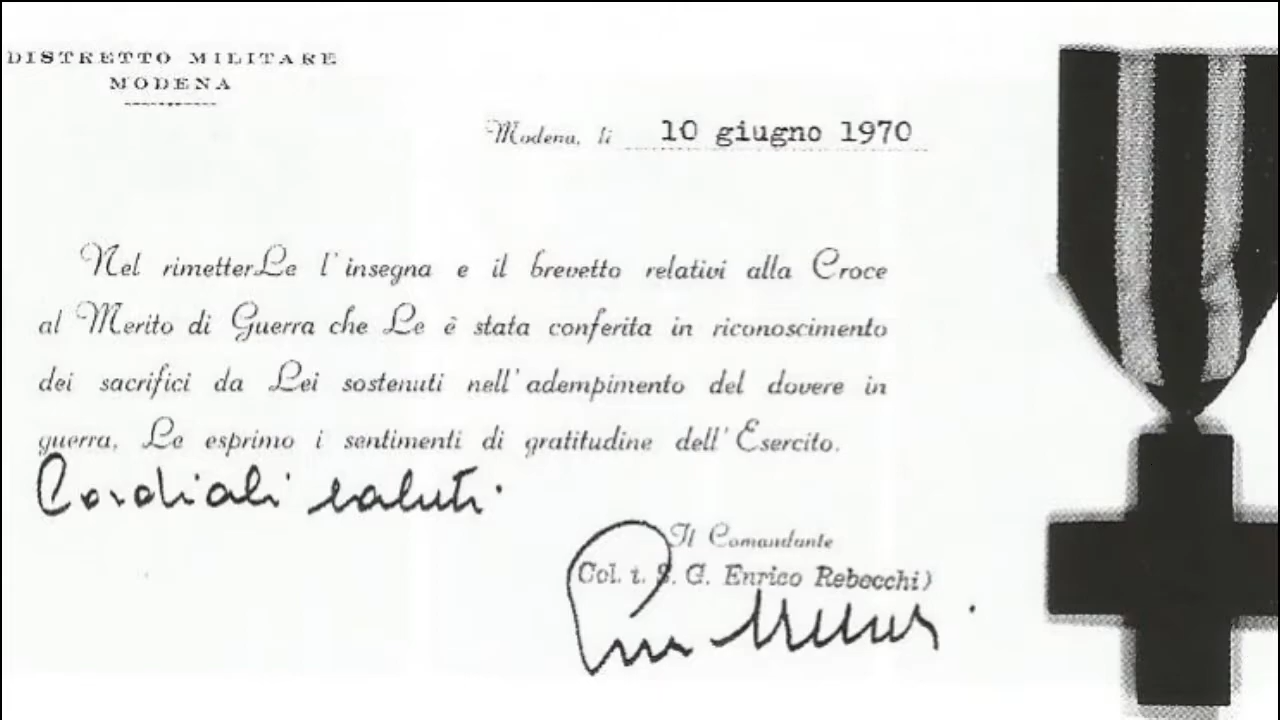 DISTRETTO MILITARE
MODENA
Modena, li 10 giugno 1970
Nel rimetterLe l'insegna e il brevetto relativi alla Croce
al Merito di Guerra che Le è stata conferita in riconoscimento
dei sacrifici da Lei sostenuti nell'adempimento del dovere in
guerra, Le esprimo i sentimenti di gratitudine dell'Esercito.
Cordiali saluti.
Il Comandante
Col. i. S. G. Enrico Rebecchi)